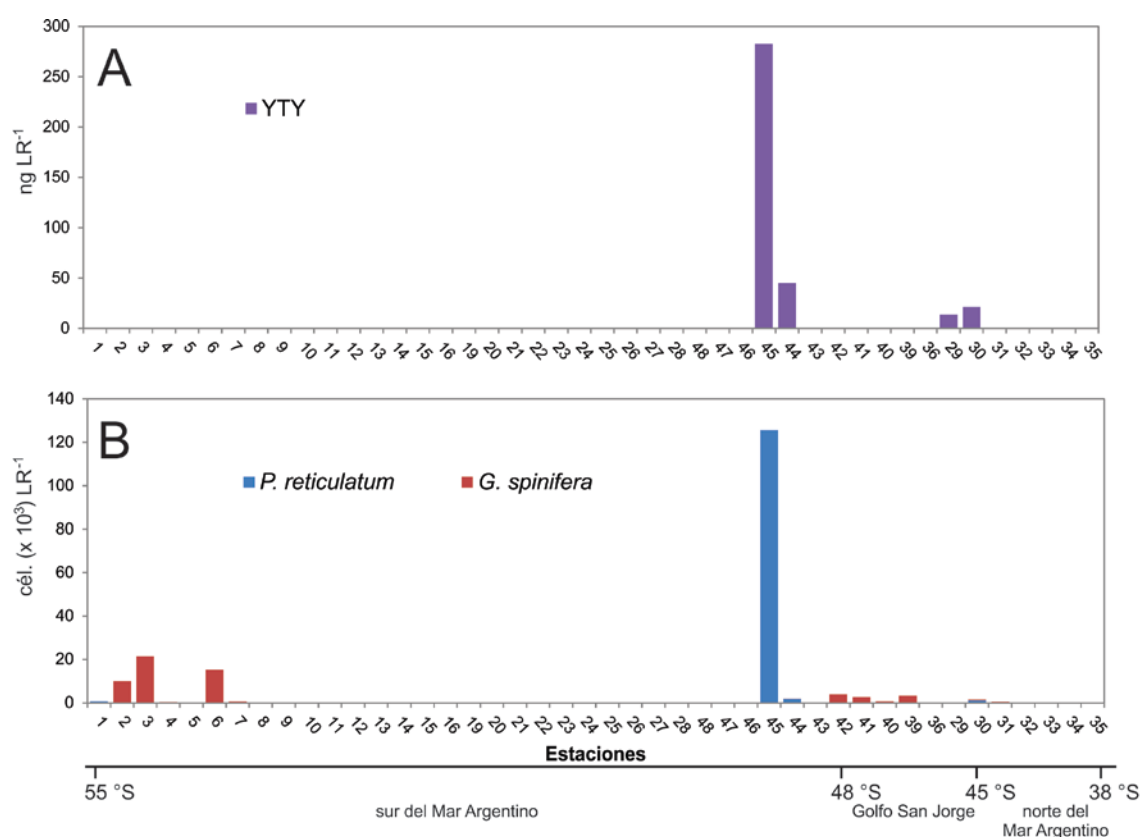 A
ng LR⁻¹
300
250
200
150
100
50
0
YTY
1 2 3 4 5 6 7 8 9 10 11 12 13 14 15 16 19 20 21 22 23 24 25 26 27 28 48 47 46 45 44 43 42 41 40 39 36 29 30 31 32 33 34 35
B
cél. (x 10³) LR⁻¹
140
120
100
80
60
40
20
0
P. reticulatum G. spinifera
1 2 3 4 5 6 7 8 9 10 11 12 13 14 15 16 19 20 21 22 23 24 25 26 27 28 48 47 46 45 44 43 42 41 40 39 36 29 30 31 32 33 34 35
Estaciones
55 °S 48 °S 45 °S 38 °S
sur del Mar Argentino Golfo San Jorge norte del
Mar Argentino